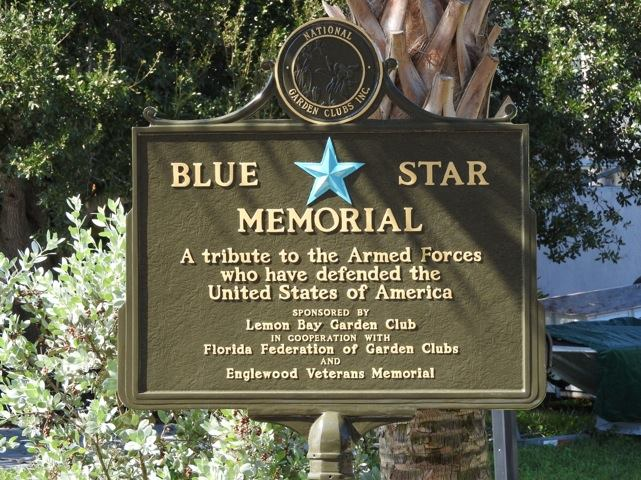 NATIONAL
GARDEN CLUBS INC.
BLUE STAR
MEMORIAL
A tribute to the Armed Forces
who have defended the
United States of America
SPONSORED BY
Lemon Bay Garden Club
IN COOPERATION WITH
Florida Federation of Garden Clubs
AND
Englewood Veterans Memorial